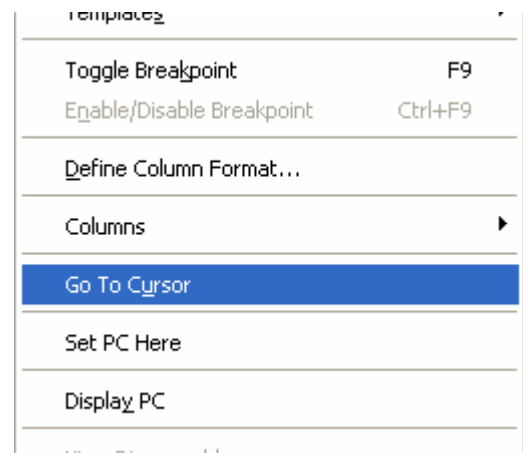 Templates
Toggle Breakpoint F9
Enable/Disable Breakpoint Ctrl+F9
Define Column Format...
Columns
Go To Cursor
Set PC Here
Display PC